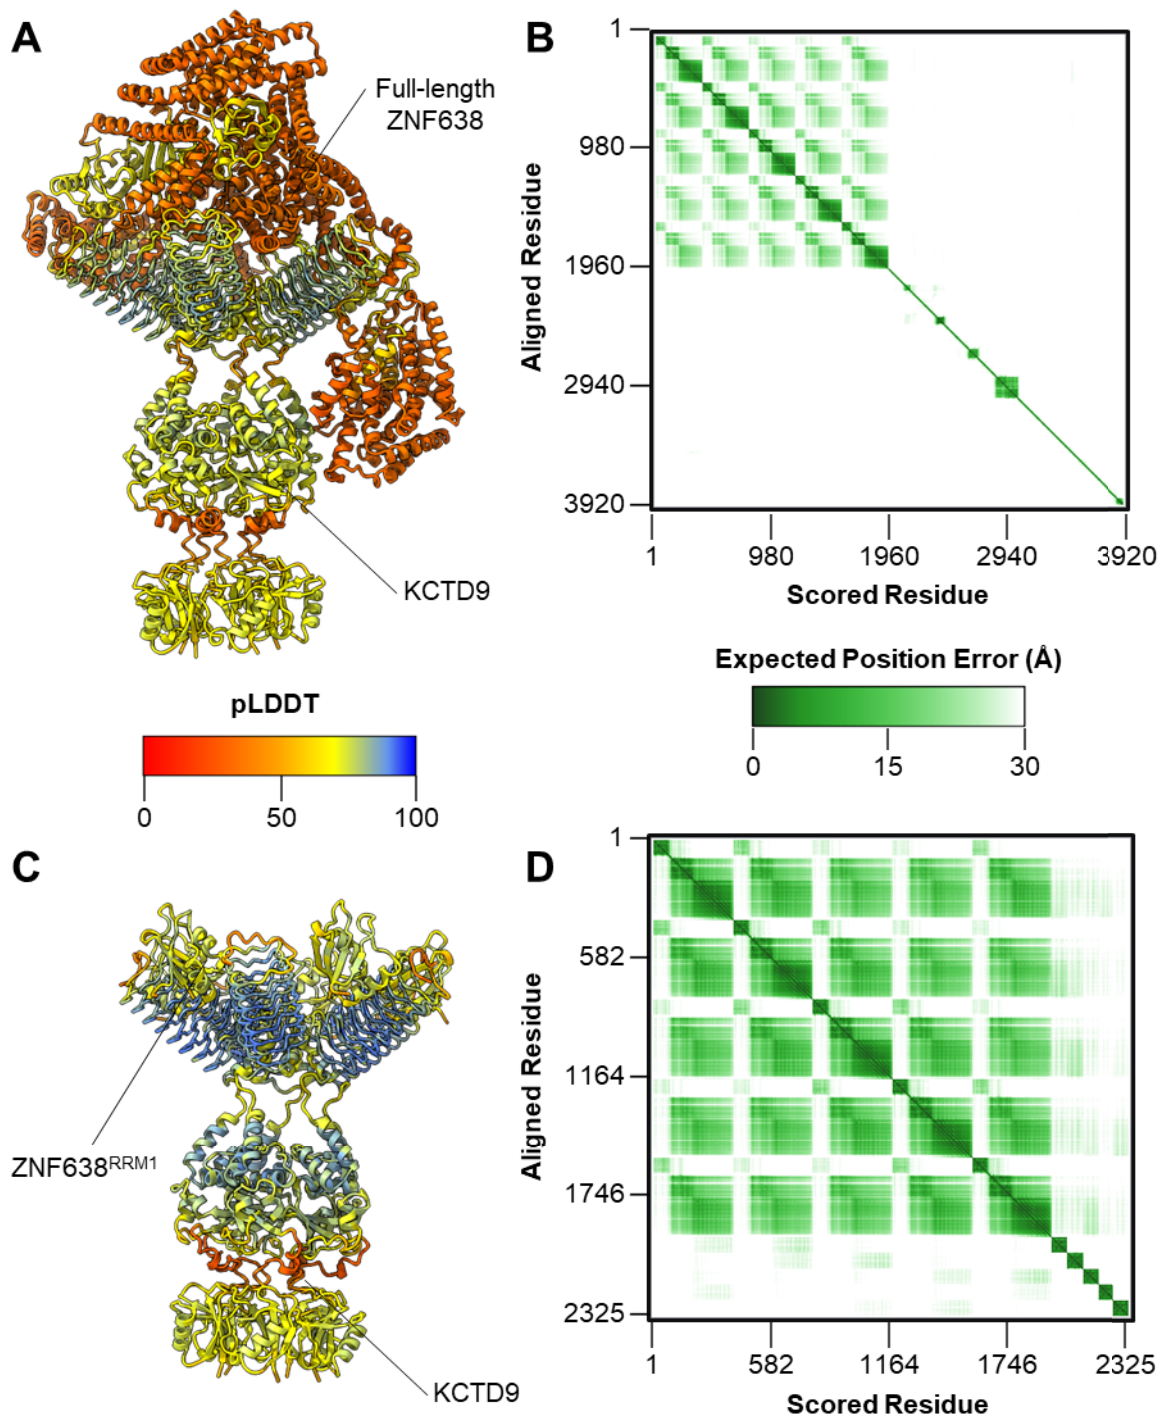 A
Full-length
ZNF638
KCTD9
B
1
980
1960
2940
3920
Aligned Residue
1
980
1960
2940
3920
Scored Residue
pLDDT
0
50
100
Expected Position Error (Å)
0
15
30
C
ZNF638RRM1
KCTD9
D
1
582
1164
1746
2325
Aligned Residue
1
582
1164
1746
2325
Scored Residue